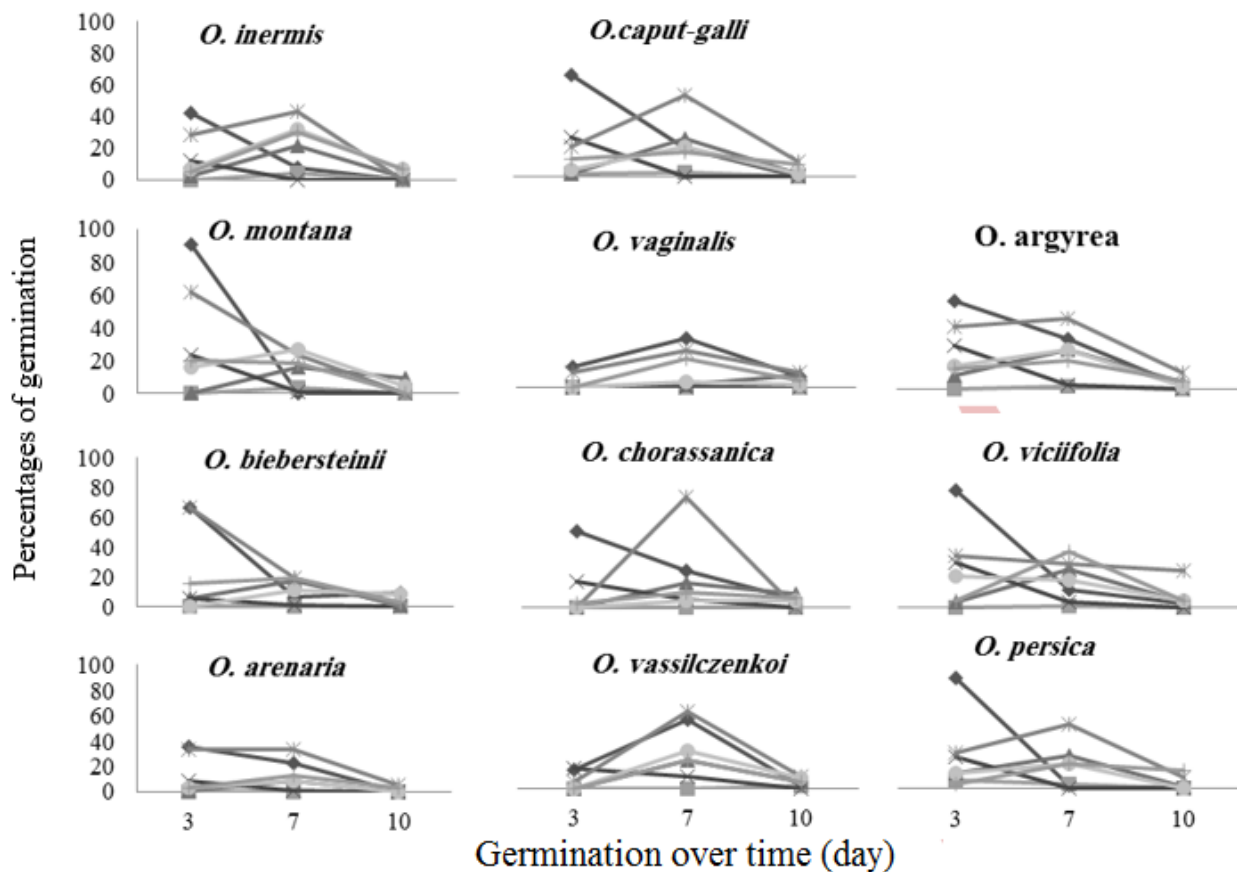 Percentages of germination
O. inermis
100
80
60
40
20
0
O.caput-galli
O. montana
100
80
60
40
20
0
O. vaginalis
O. argyrea
O. biebersteinii
100
80
60
40
20
0
O. chorassanica
O. viciifolia
O. arenaria
100
80
60
40
20
0
O. vassilczenkoi
O. persica
3 7 10
3 7 10
3 7 10
Germination over time (day)